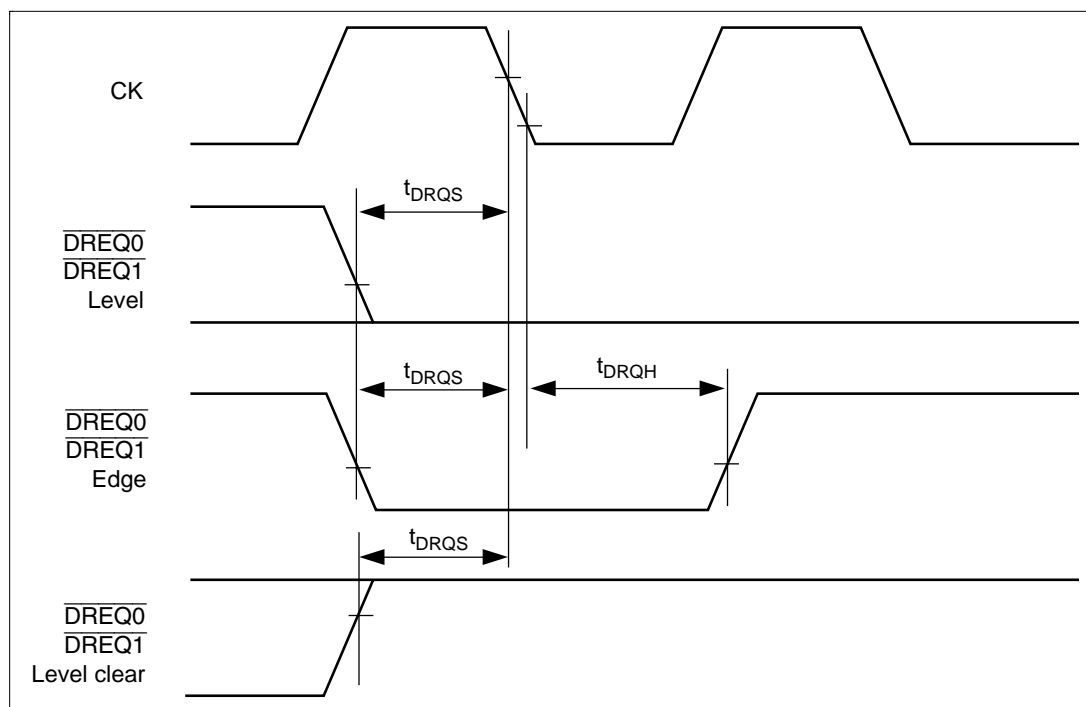 CK
tDRQS
DREQ0
DREQ1
Level
tDRQS
tDRQH
DREQ0
DREQ1
Edge
tDRQS
DREQ0
DREQ1
Level clear